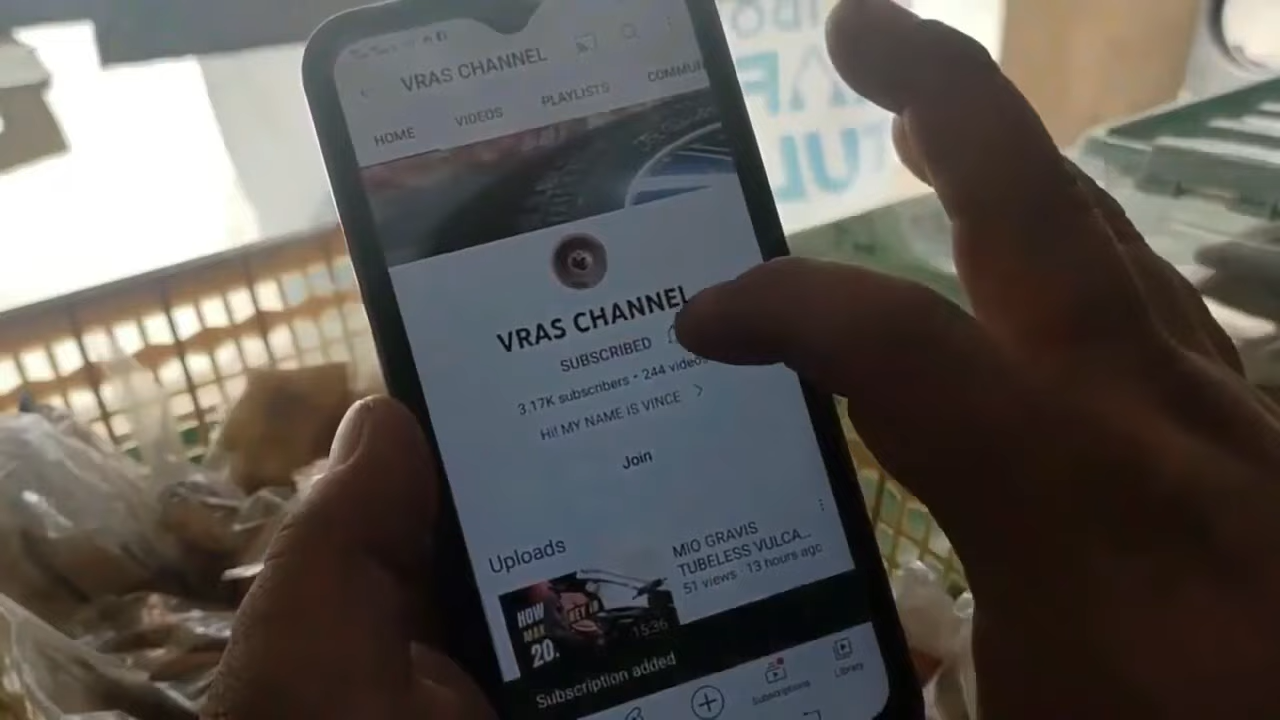 VRAS CHANNEL
HOME VIDEOS PLAYLISTS COMMU
VRAS CHANNEL
SUBSCRIBED
3.17K subscribers • 244 videos
Hi! MY NAME IS VINCE
Join
Uploads
MIO GRAVIS
TUBELESS VULCA...
51 views · 13 hours ago
HOW
20.
15:36
Subscription added
Subscriptions
Library